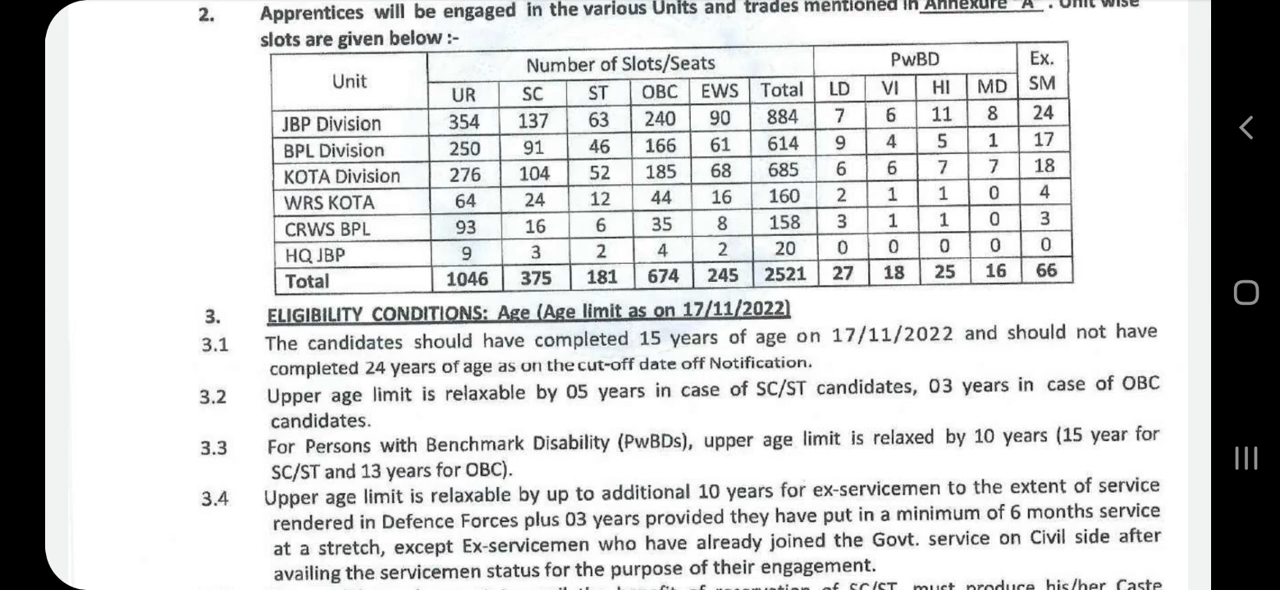 2. Apprentices will be engaged in the various Units and trades mentioned in Annexure "A". Unit wise
slots are given below :-
Unit Number of Slots/Seats PwBD Ex. SM
UR SC ST OBC EWS Total LD VI HI MD
JBP Division 354 137 63 240 90 884 7 6 11 8 24
BPL Division 250 91 46 166 61 614 9 4 5 1 17
KOTA Division 276 104 52 185 68 685 6 6 7 7 18
WRS KOTA 64 24 12 44 16 160 2 1 1 0 4
CRWS BPL 93 16 6 35 8 158 3 1 1 0 3
HQ JBP 9 3 2 4 2 20 0 0 0 0 0
Total 1046 375 181 674 245 2521 27 18 25 16 66
3. ELIGIBILITY CONDITIONS: Age (Age limit as on 17/11/2022)
3.1 The candidates should have completed 15 years of age on 17/11/2022 and should not have
completed 24 years of age as on the cut-off date off Notification.
3.2 Upper age limit is relaxable by 05 years in case of SC/ST candidates, 03 years in case of OBC
candidates.
3.3 For Persons with Benchmark Disability (PwBDs), upper age limit is relaxed by 10 years (15 year for
SC/ST and 13 years for OBC).
3.4 Upper age limit is relaxable by up to additional 10 years for ex-servicemen to the extent of service
rendered in Defence Forces plus 03 years provided they have put in a minimum of 6 months service
at a stretch, except Ex-servicemen who have already joined the Govt. service on Civil side after
availing the servicemen status for the purpose of their engagement.
benefit of reservation of SC/ST must produce his/her Caste